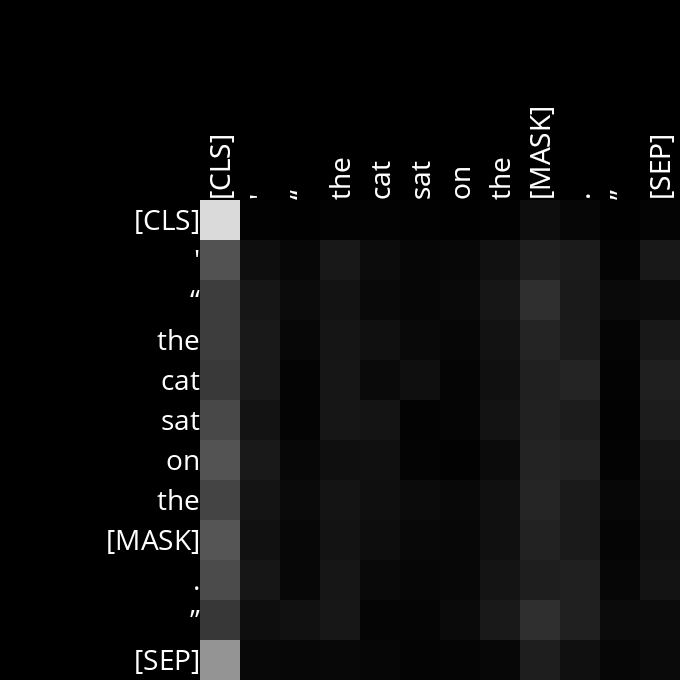 [CLS] ' “ the cat sat on the [MASK] . ” [SEP]
[CLS]
'
“
the
cat
sat
on
the
[MASK]
.
”
[SEP]